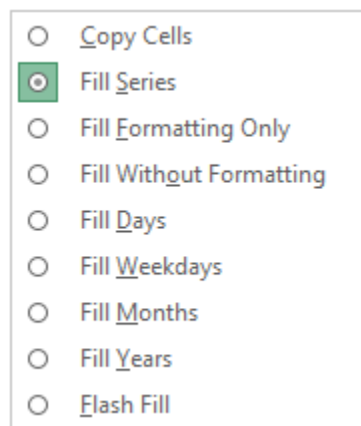 Copy Cells
Fill Series
Fill Formatting Only
Fill Without Formatting
Fill Days
Fill Weekdays
Fill Months
Fill Years
Flash Fill